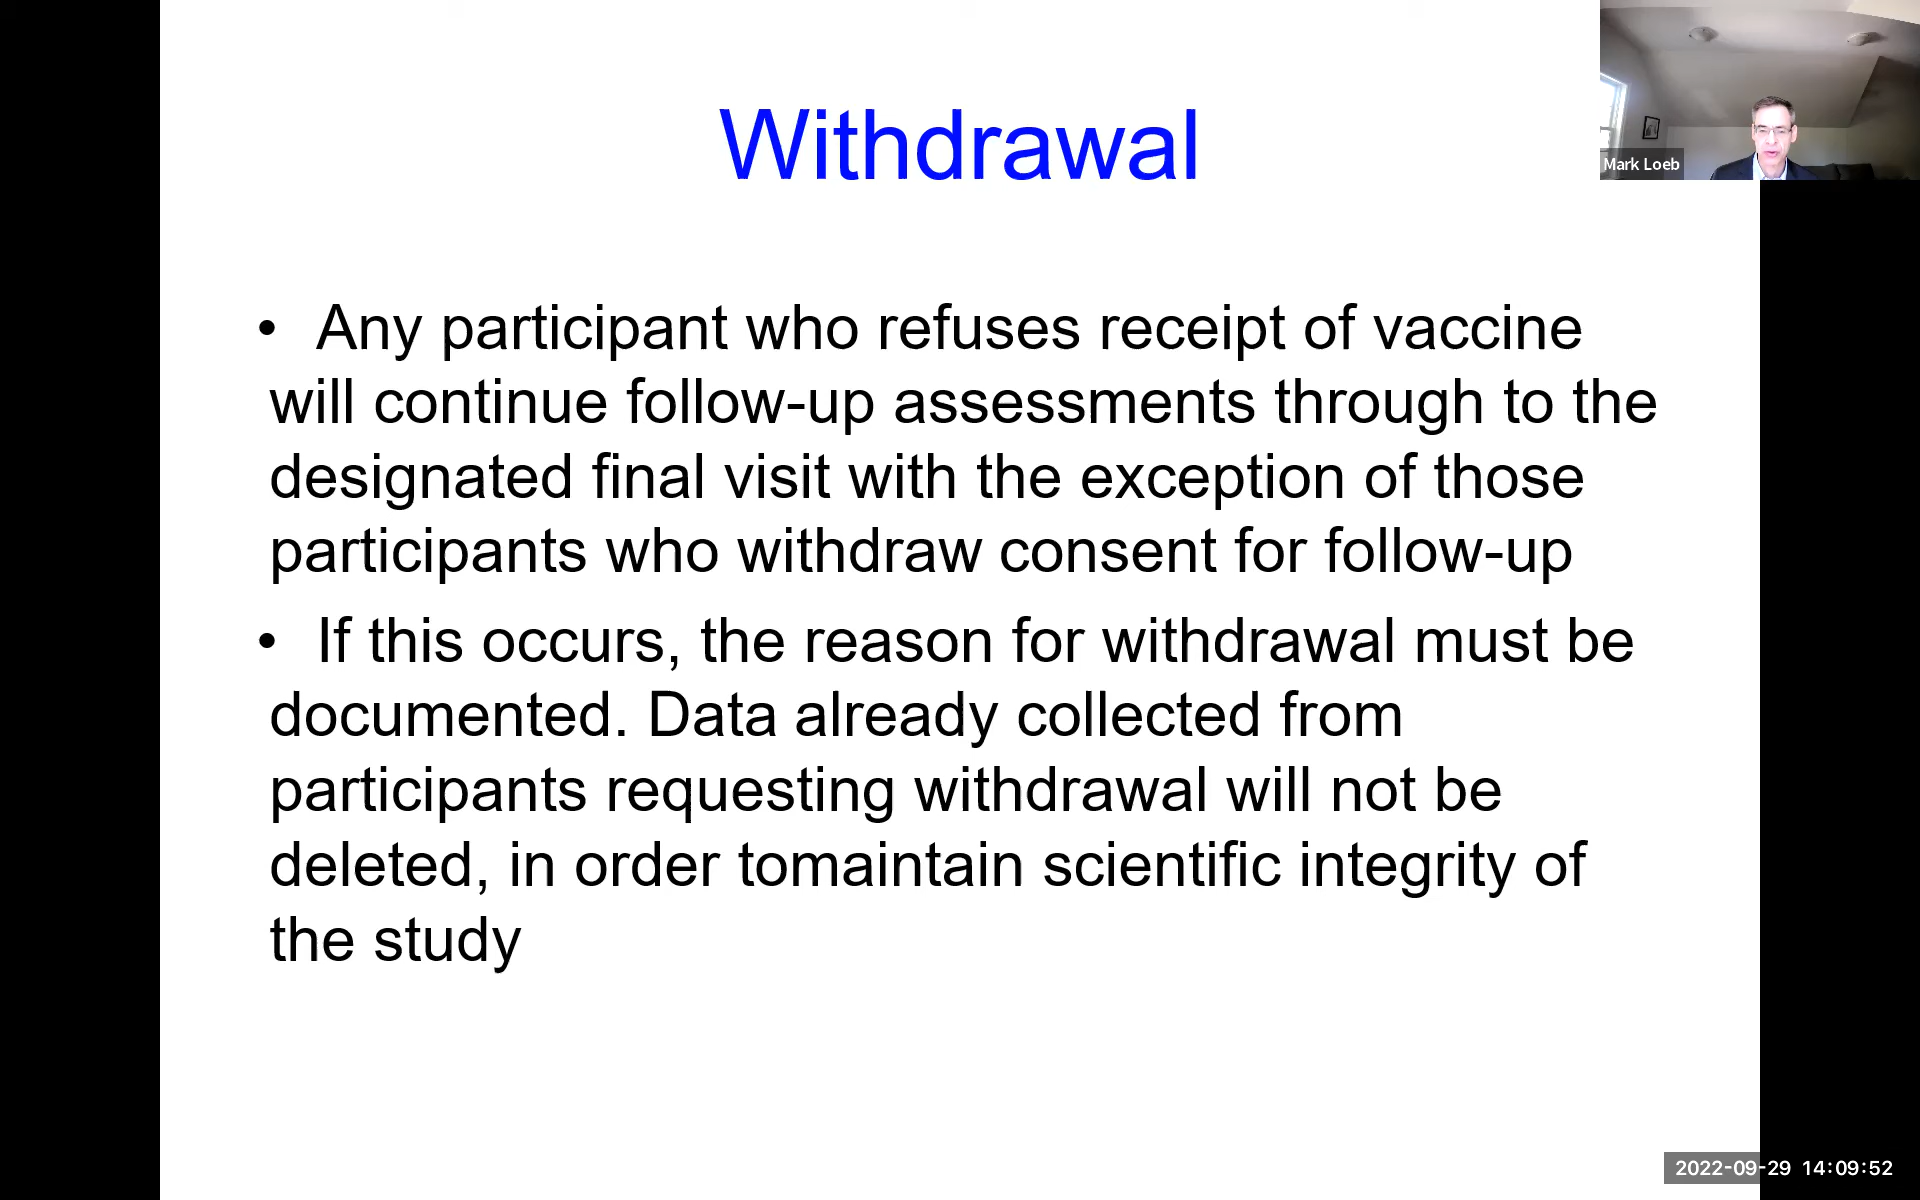 Withdrawal
Mark Loeb
• Any participant who refuses receipt of vaccine
will continue follow-up assessments through to the
designated final visit with the exception of those
participants who withdraw consent for follow-up
• If this occurs, the reason for withdrawal must be
documented. Data already collected from
participants requesting withdrawal will not be
deleted, in order tomaintain scientific integrity of
the study
2022-09-29 14:09:52